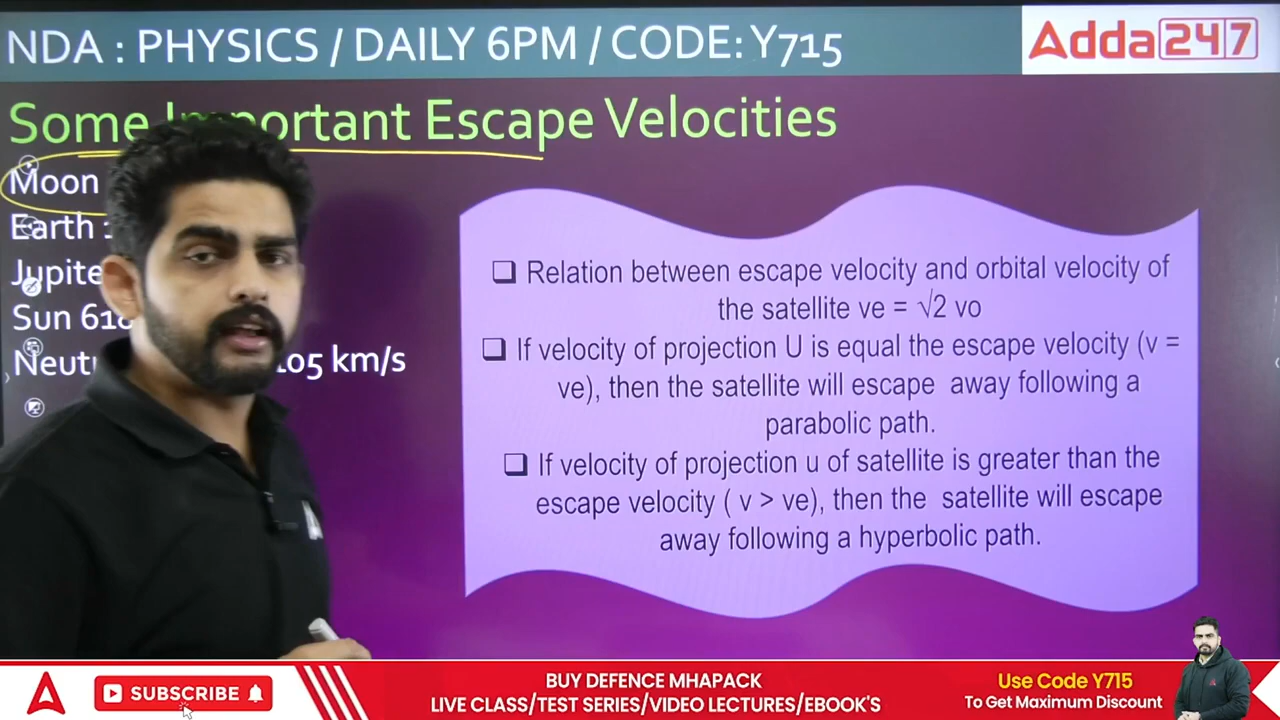 NDA : PHYSICS / DAILY 6PM / CODE: Y715
Adda247
Some Important Escape Velocities
Moon
Earth
Jupite
Sun 618
Neut
105 km/s
❑ Relation between escape velocity and orbital velocity of
the satellite ve = √2 vo
❑ If velocity of projection U is equal the escape velocity (v =
ve), then the satellite will escape away following a
parabolic path.
❑ If velocity of projection u of satellite is greater than the
escape velocity ( v > ve), then the satellite will escape
away following a hyperbolic path.
SUBSCRIBE
BUY DEFENCE MHAPACK
LIVE CLASS/TEST SERIES/VIDEO LECTURES/EBOOK'S
Use Code Y715
To Get Maximum Discount